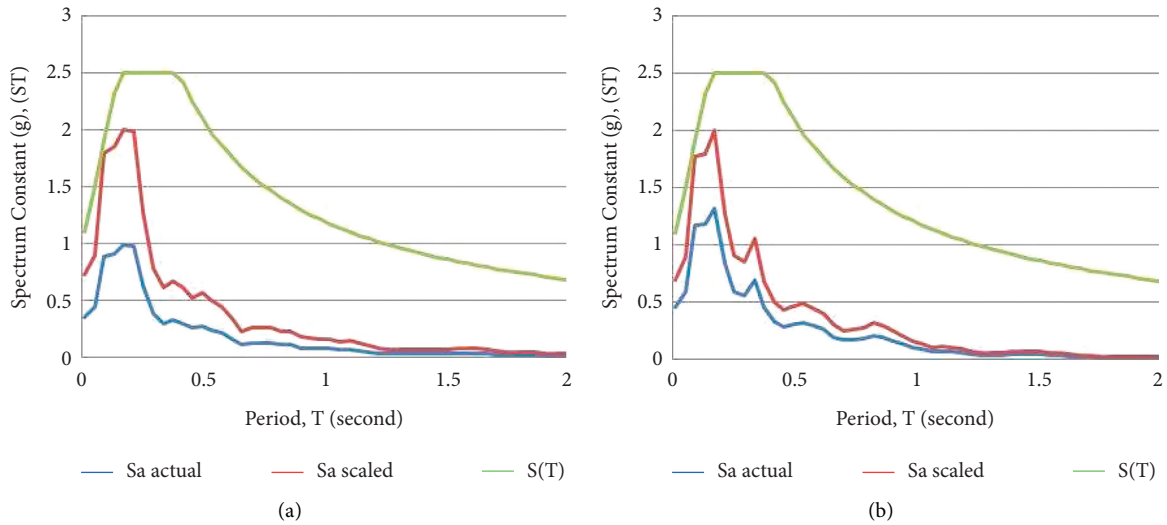 3
2.5
2
1.5
1
0.5
0
Spectrum Constant (g), (ST)
0 0.5 1 1.5 2
Period, T (second)
Sa actual Sa scaled S(T)
(a)
3
2.5
2
1.5
1
0.5
0
Spectrum Constant (g), (ST)
0 0.5 1 1.5 2
Period, T (second)
Sa actual Sa scaled S(T)
(b)